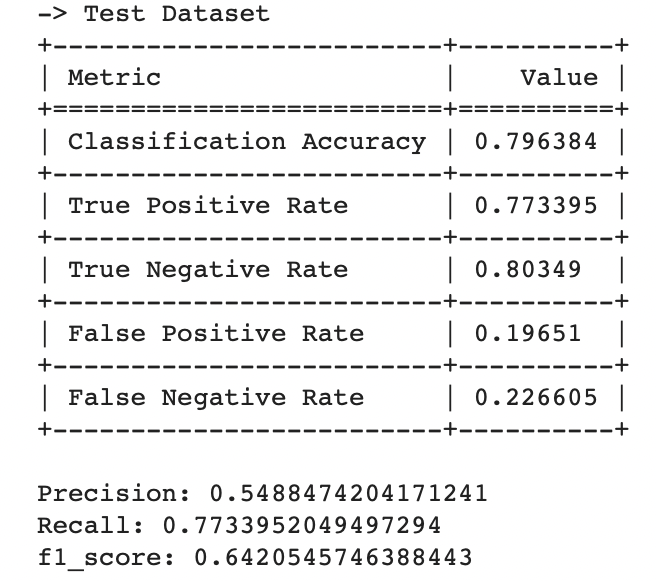 -> Test Dataset
+-------------------------+----------+
| Metric                  |    Value |
+=========================+==========+
| Classification Accuracy | 0.796384 |
+-------------------------+----------+
| True Positive Rate      | 0.773395 |
+-------------------------+----------+
| True Negative Rate      | 0.80349  |
+-------------------------+----------+
| False Positive Rate     | 0.19651  |
+-------------------------+----------+
| False Negative Rate     | 0.226605 |
+-------------------------+----------+
Precision: 0.5488474204171241
Recall: 0.7733952049497294
f1_score: 0.6420545746388443